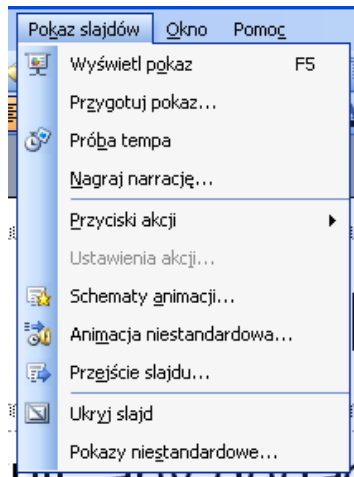 Pokaz slajdów Okno Pomoc
Wyświetl pokaz F5
Przygotuj pokaz...
Próba tempa
Nagraj narrację...
Przyciski akcji
Ustawienia akcji...
Schematy animacji...
Animacja niestandardowa...
Przejście slajdu...
Ukryj slajd
Pokazy niestandardowe...